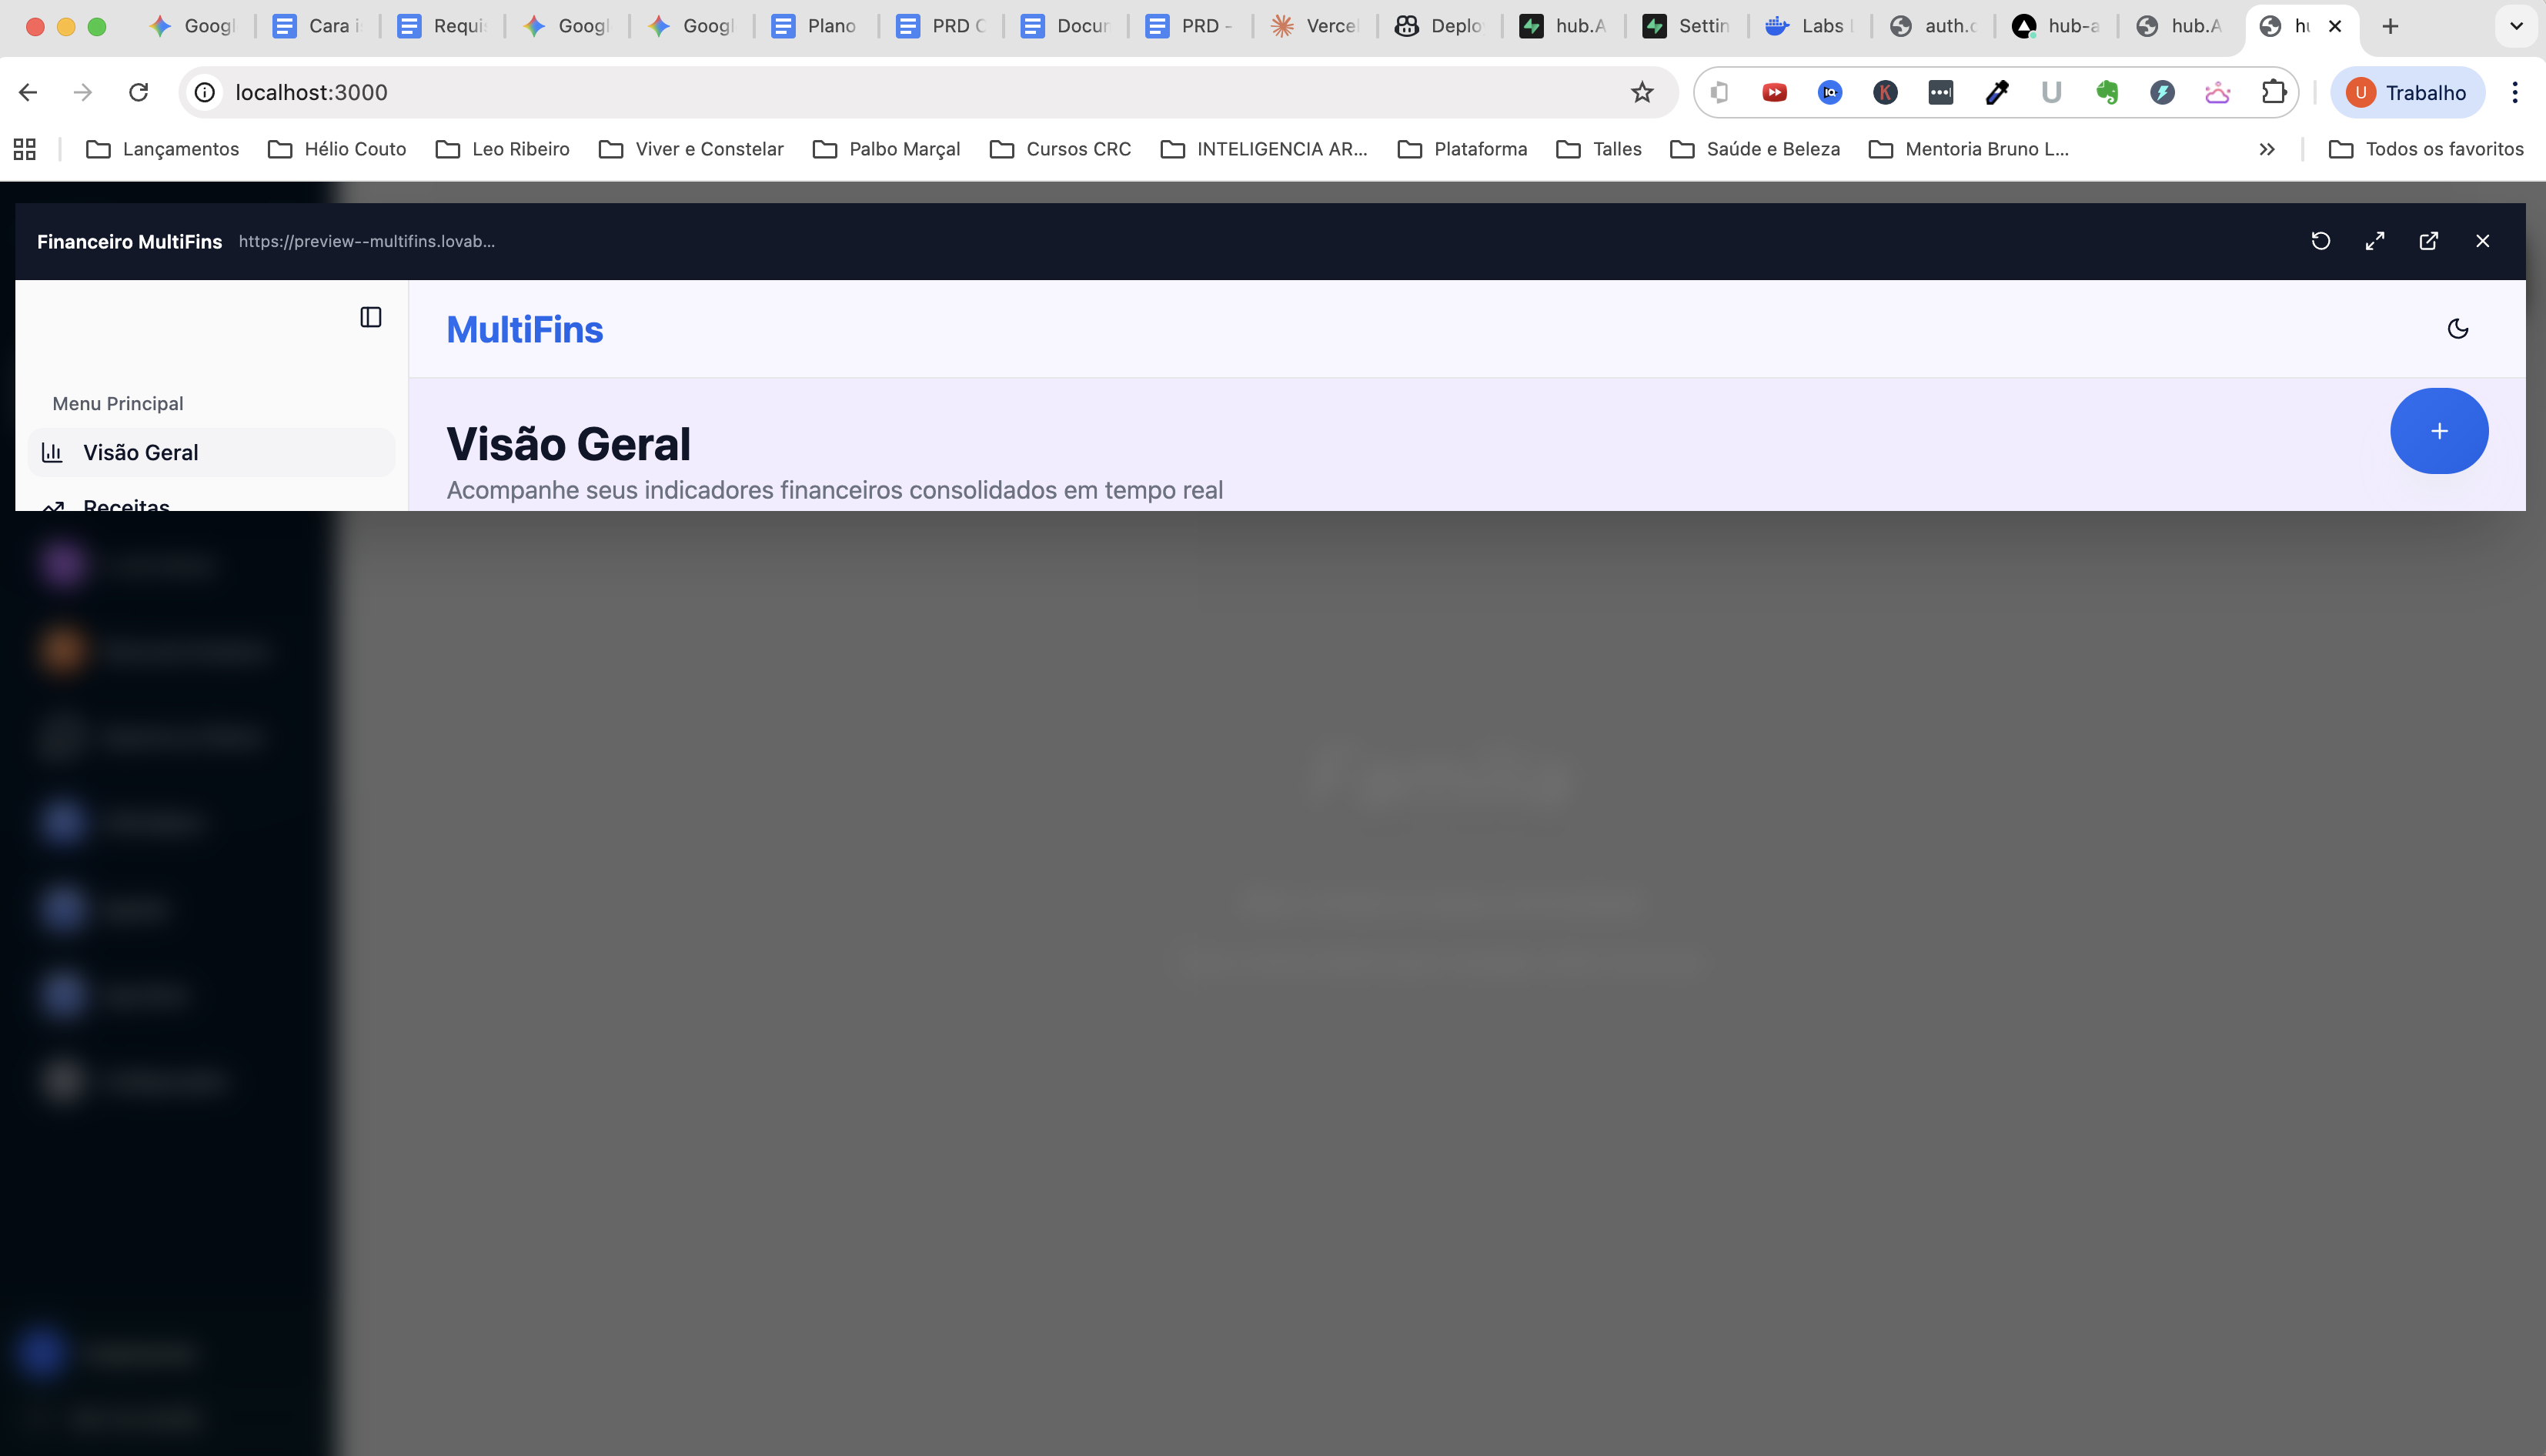 Googl
Cara i
Requi
Googl
Googl
Plano
PRD C
Docur
PRD -
Vercel
Deplo
hub.A
Settin
Labs
auth.c
hub-a
hub.A
hu
localhost:3000
K
U
U
Trabalho
Lançamentos
Hélio Couto
Leo Ribeiro
Viver e Constelar
Palbo Marçal
Cursos CRC
INTELIGENCIA AR...
Plataforma
Talles
Saúde e Beleza
Mentoria Bruno L...
Todos os favoritos
Financeiro MultiFins https://preview--multifins.lovab...
MultiFins
Menu Principal
Visão Geral
Receitas
Visão Geral
Acompanhe seus indicadores financeiros consolidados em tempo real